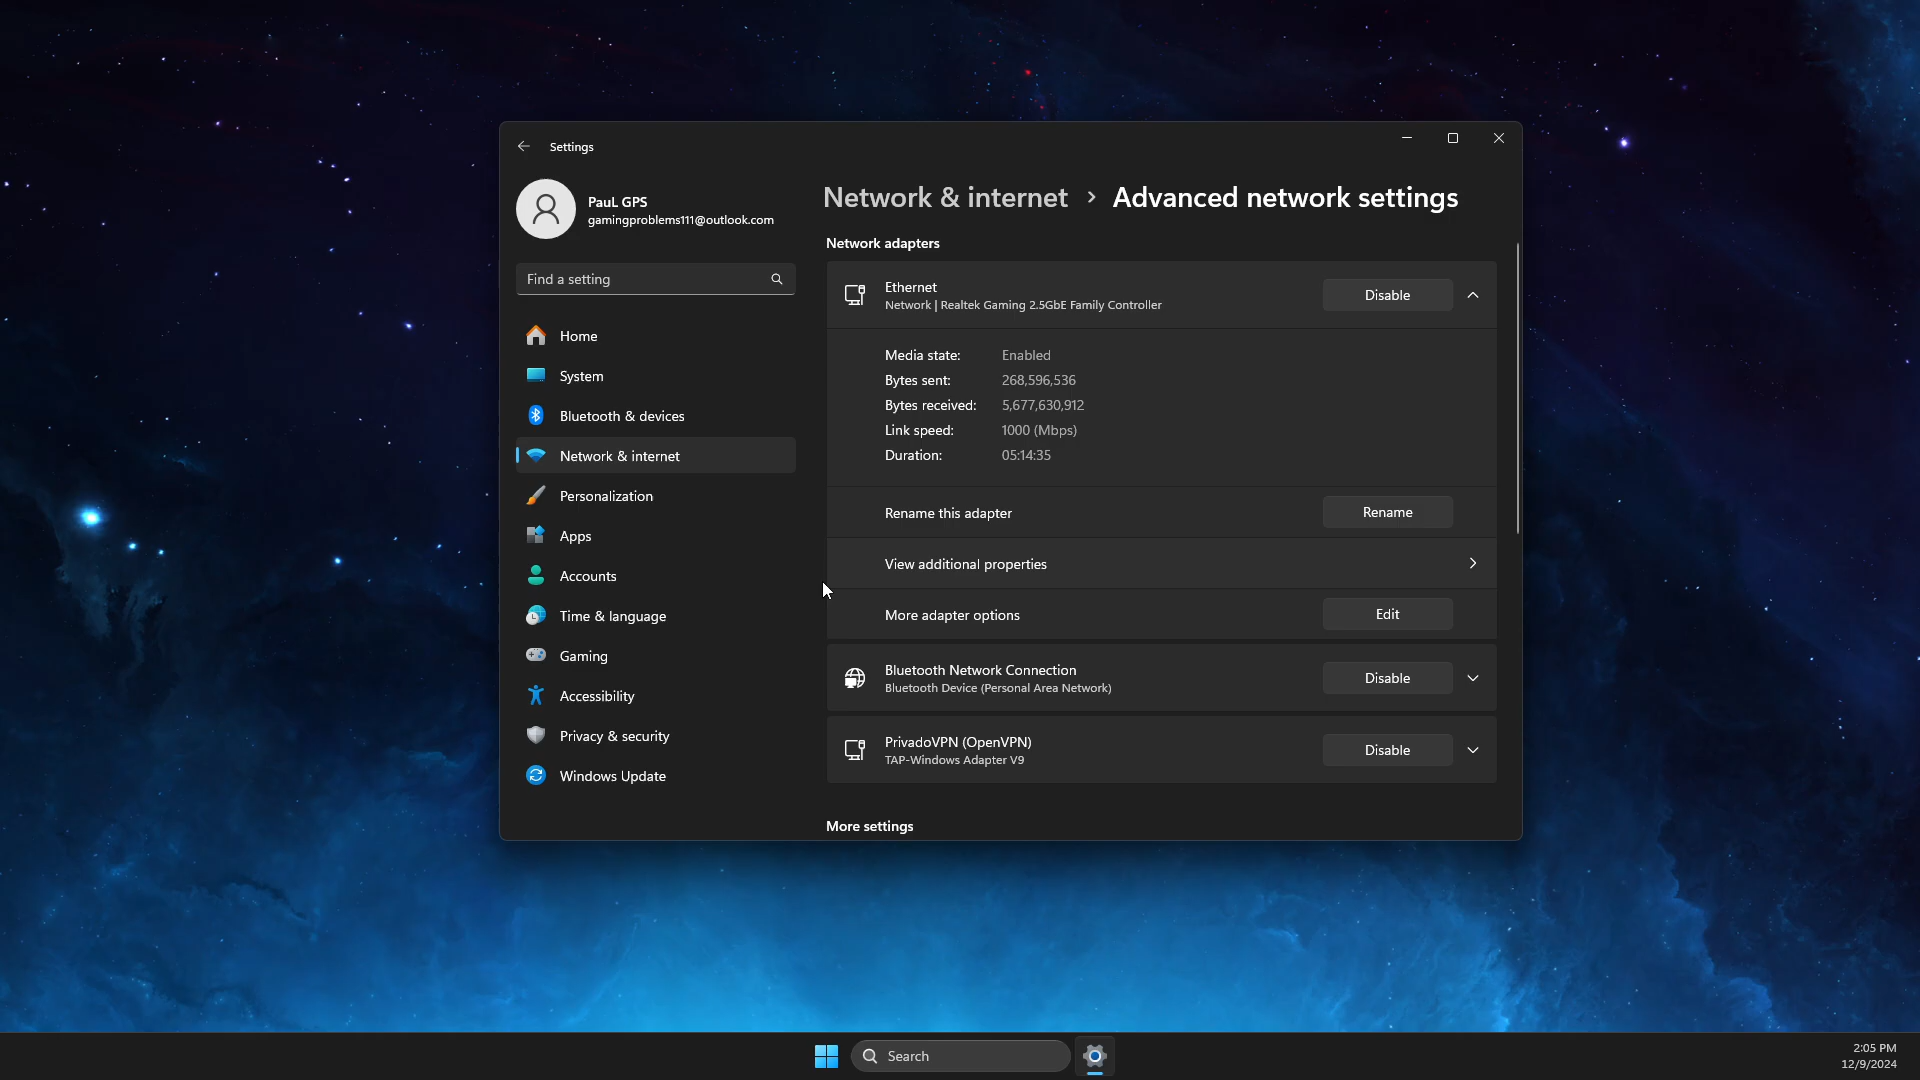 Settings
PauL GPS
gamingproblems111@outlook.com
Find a setting
Home
System
Bluetooth & devices
Network & internet
Personalization
Apps
Accounts
Time & language
Gaming
Accessibility
Privacy & security
Windows Update
Network & internet > Advanced network settings
Network adapters
Ethernet
Network | Realtek Gaming 2.5GbE Family Controller
Disable
Media state: Enabled
Bytes sent: 268,596,536
Bytes received: 5,677,630,912
Link speed: 1000 (Mbps)
Duration: 05:14:35
Rename this adapter Rename
View additional properties
More adapter options Edit
Bluetooth Network Connection
Bluetooth Device (Personal Area Network)
Disable
PrivadoVPN (OpenVPN)
TAP-Windows Adapter V9
Disable
More settings
Search
2:05 PM
12/9/2024